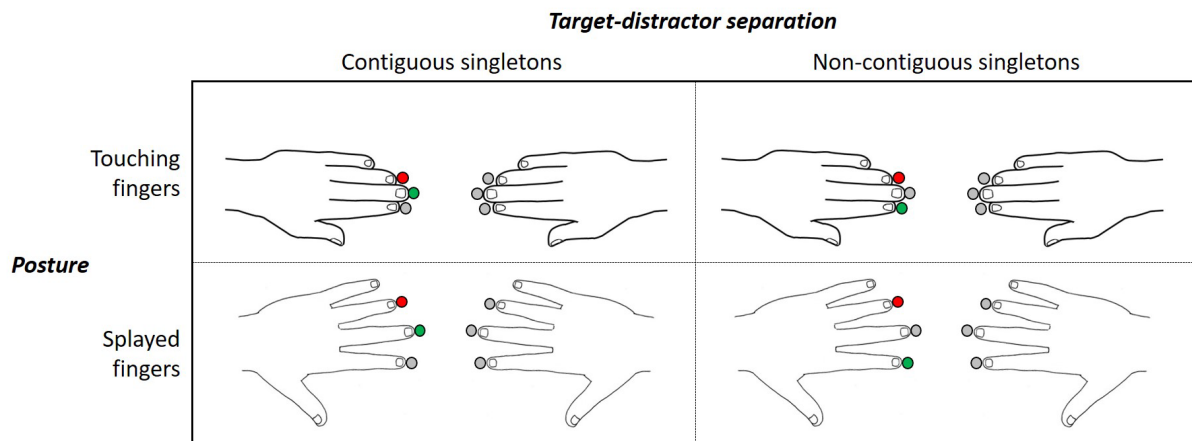 Target-distractor separation
Contiguous singletons
Non-contiguous singletons
Touching
fingers
Posture
Splayed
fingers